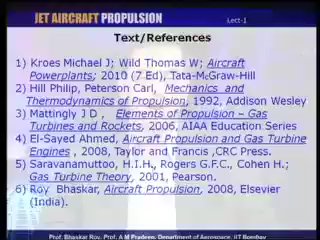 JET AIRCRAFT PROPULSION
Lect-1
Text/References
1) Kroes Michael J; Wild Thomas W; Aircraft
Powerplants; 2010 (7 Ed), Tata-McGraw-Hill
2) Hill Philip, Peterson Carl, Mechanics and
Thermodynamics of Propulsion, 1992, Addison Wesley
3) Mattingly J D , Elements of Propulsion – Gas
Turbines and Rockets, 2006, AIAA Education Series
4) El-Sayed Ahmed, Aircraft Propulsion and Gas Turbine
Engines , 2008, Taylor and Francis ,CRC Press.
5) Saravanamuttoo, H.I.H., Rogers G.F.C., Cohen H.;
Gas Turbine Theory, 2001, Pearson.
6) Roy Bhaskar, Aircraft Propulsion, 2008, Elsevier
(India).
Prof. Bhaskar Roy, Prof. A M Pradeep, Department of Aerospace, IIT Bombay